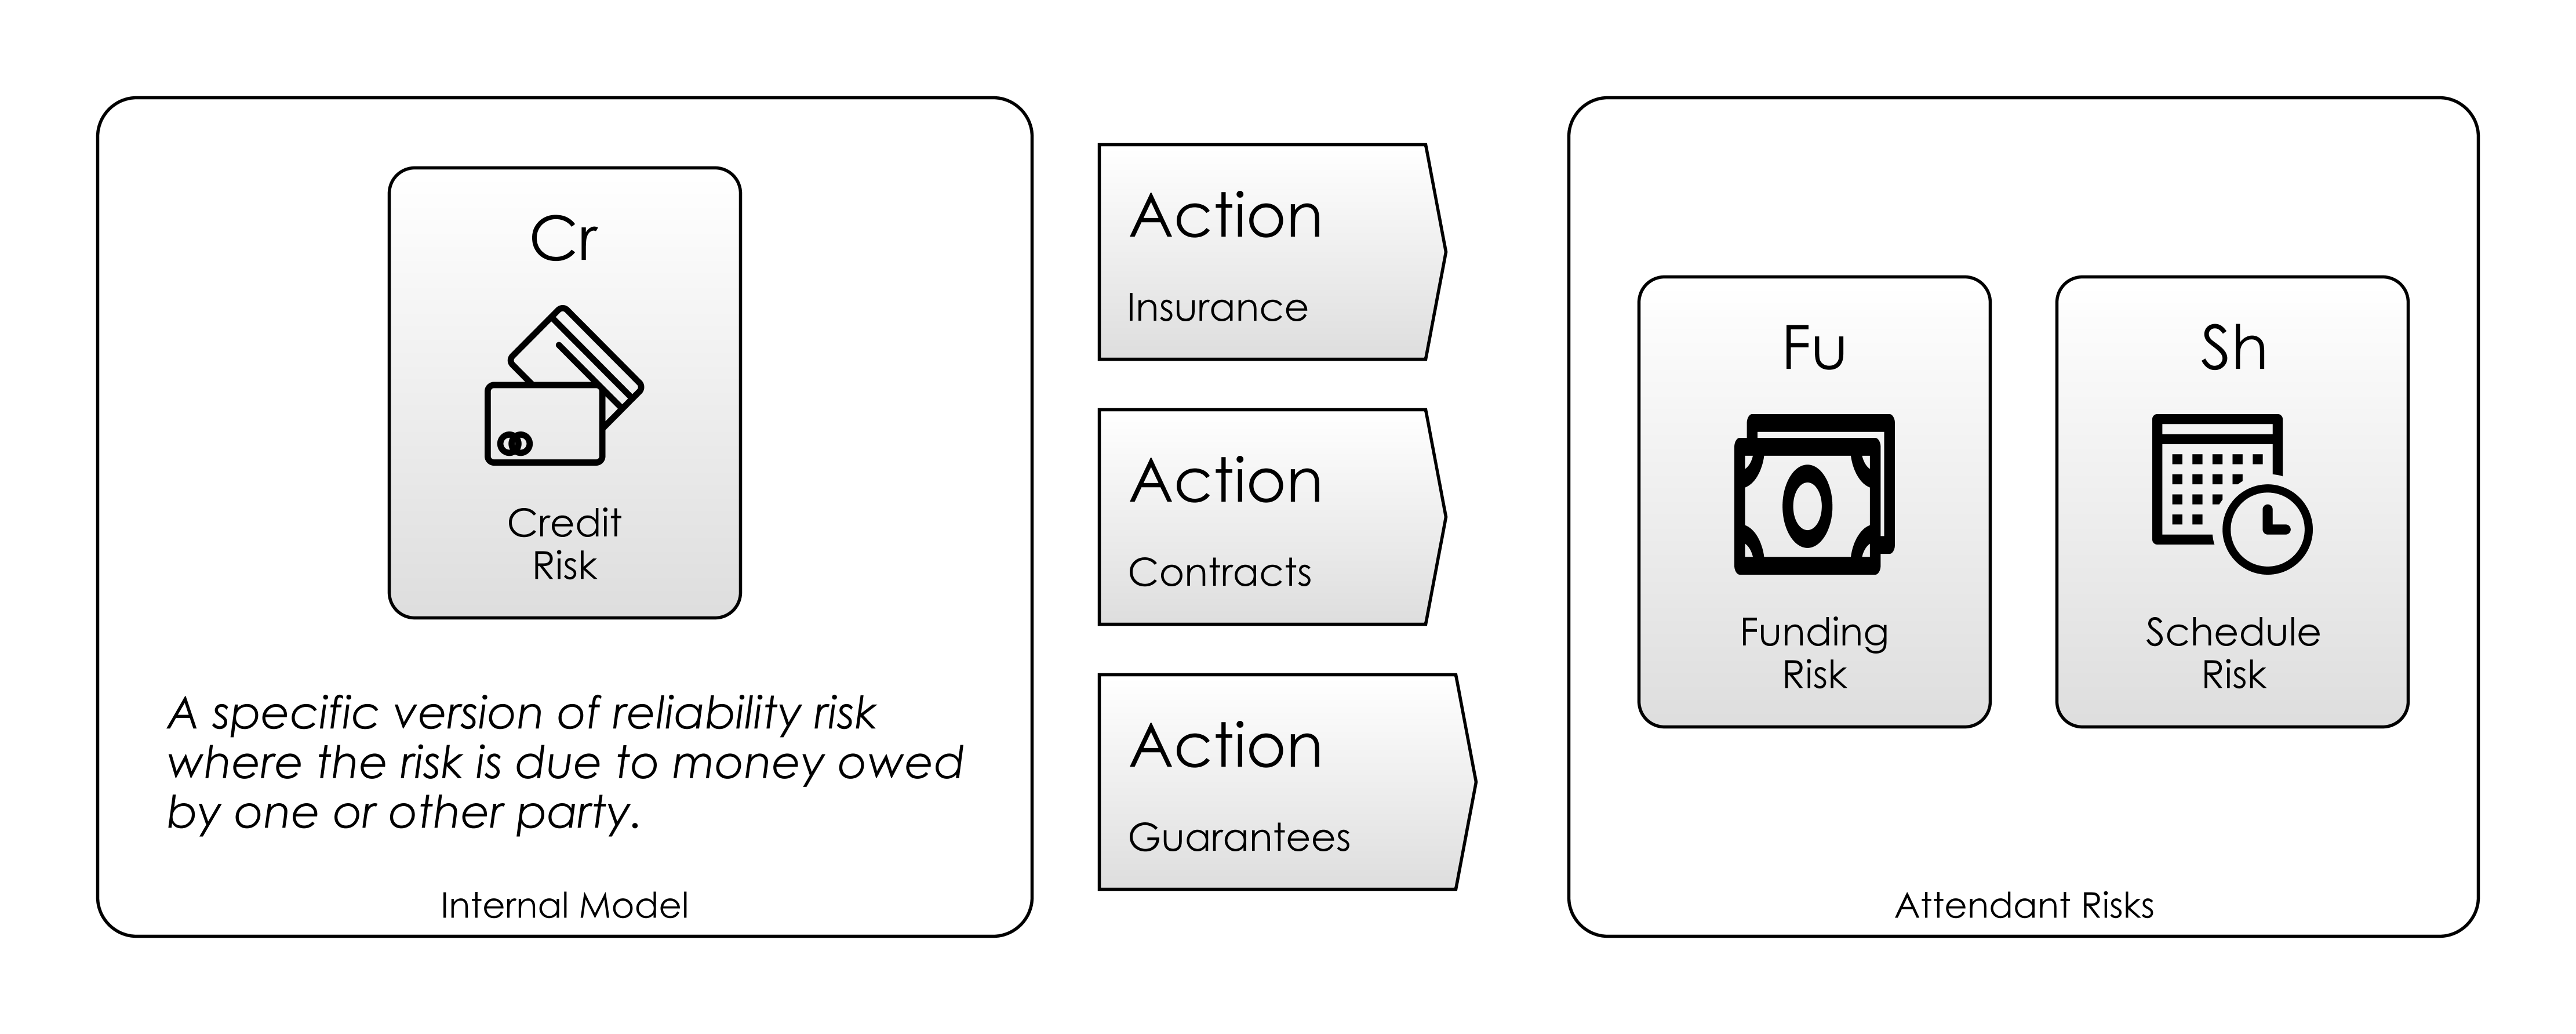 Cr
Credit
Risk
A specific version of reliability risk
where the risk is due to money owed
by one or other party.
Internal Model
Action
Insurance
Action
Contracts
Action
Guarantees
Fu
Funding
Risk
Sh
Schedule
Risk
Attendant Risks